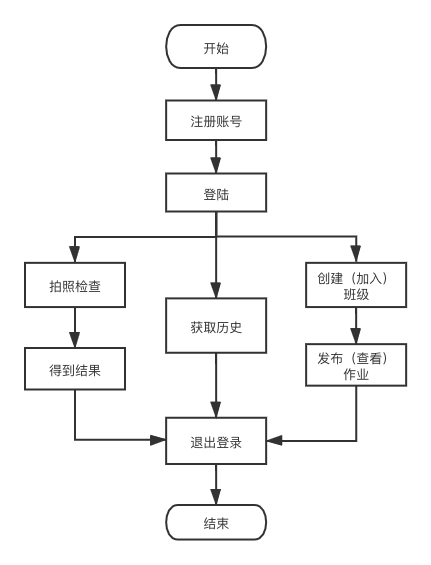 开始
注册账号
登陆
拍照检查
得到结果
获取历史
创建（加入）
班级
发布（查看）
作业
退出登录
结束